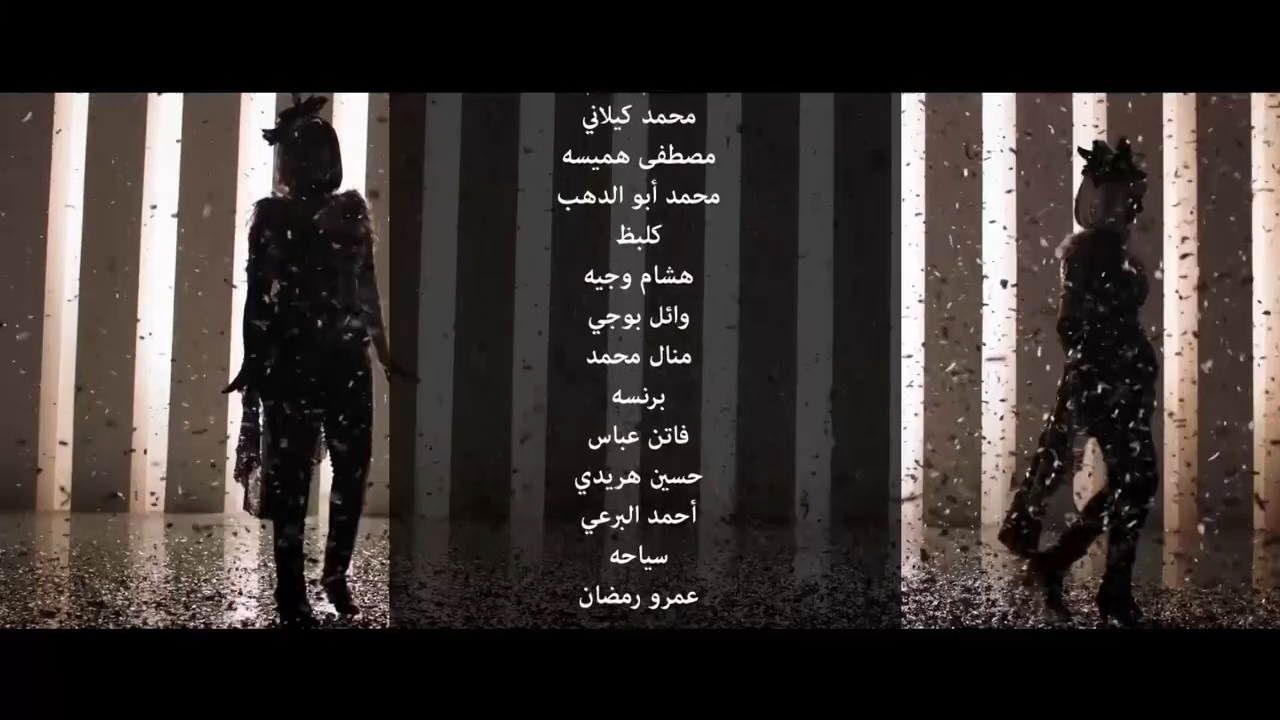 محمد كيلاني
مصطفى هميسه
محمد أبو الدهب
كلبظ
هشام وجيه
وائل بوجي
منال محمد
برنسه
فاتن عباس
حسين هريدي
أحمد البرعي
سياحه
عمرو رمضان